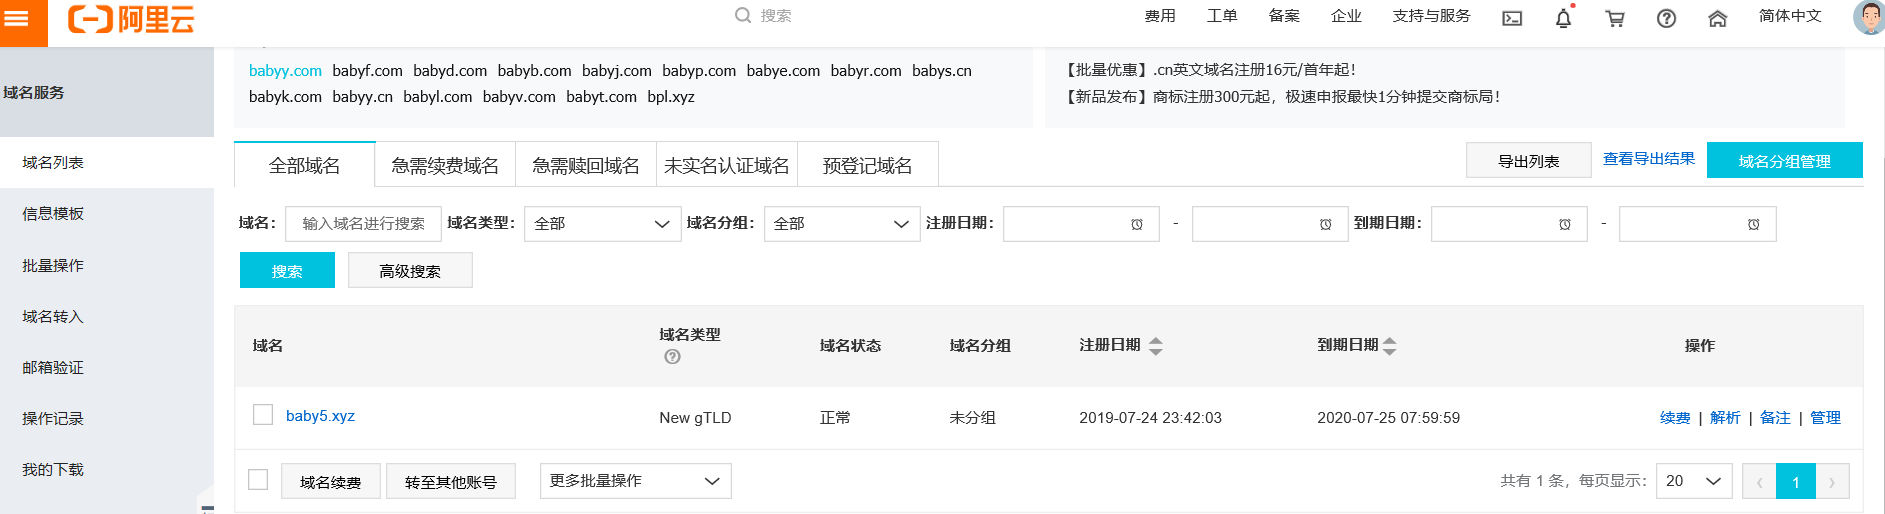 阿里云
搜索
费用 工单 备案 企业 支持与服务 简体中文
域名服务
域名列表
信息模板
批量操作
域名转入
邮箱验证
操作记录
我的下载
babyy.com babyf.com babyd.com babyb.com babyj.com babyp.com babye.com babyr.com babys.cn
babyk.com babyy.cn babyl.com babyv.com babyt.com bpl.xyz
【批量优惠】.cn英文域名注册16元/首年起！
【新品发布】商标注册300元起，极速申报最快1分钟提交商标局！
全部域名 急需续费域名 急需赎回域名 未实名认证域名 预登记域名
导出列表 查看导出结果 域名分组管理
域名： 输入域名进行搜索 域名类型： 全部 域名分组： 全部 注册日期： - 到期日期： -
搜索 高级搜索
域名 域名类型 域名状态 域名分组 注册日期 到期日期 操作
baby5.xyz New gTLD 正常 未分组 2019-07-24 23:42:03 2020-07-25 07:59:59 续费 | 解析 | 备注 | 管理
域名续费 转至其他账号 更多批量操作 共有 1 条，每页显示： 20 ‹ 1 ›